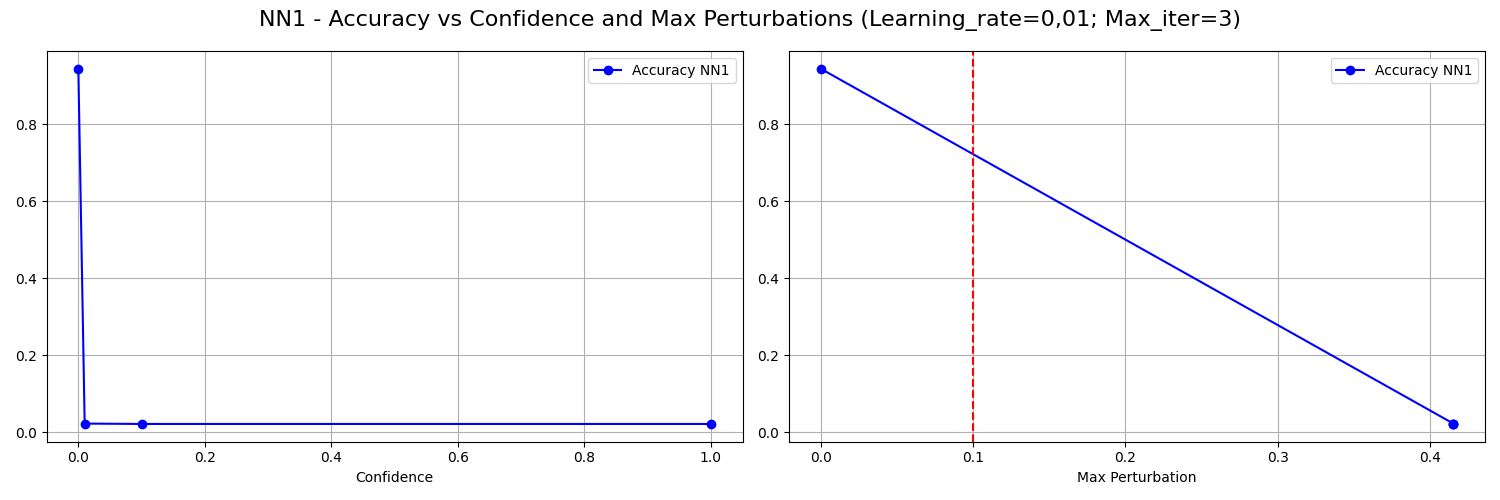 NN1 - Accuracy vs Confidence and Max Perturbations (Learning_rate=0,01; Max_iter=3)
Accuracy NN1
0.8
0.6
0.4
0.2
0.0
0.0 0.2 0.4 0.6 0.8 1.0
Confidence
Accuracy NN1
0.8
0.6
0.4
0.2
0.0
0.0 0.1 0.2 0.3 0.4
Max Perturbation